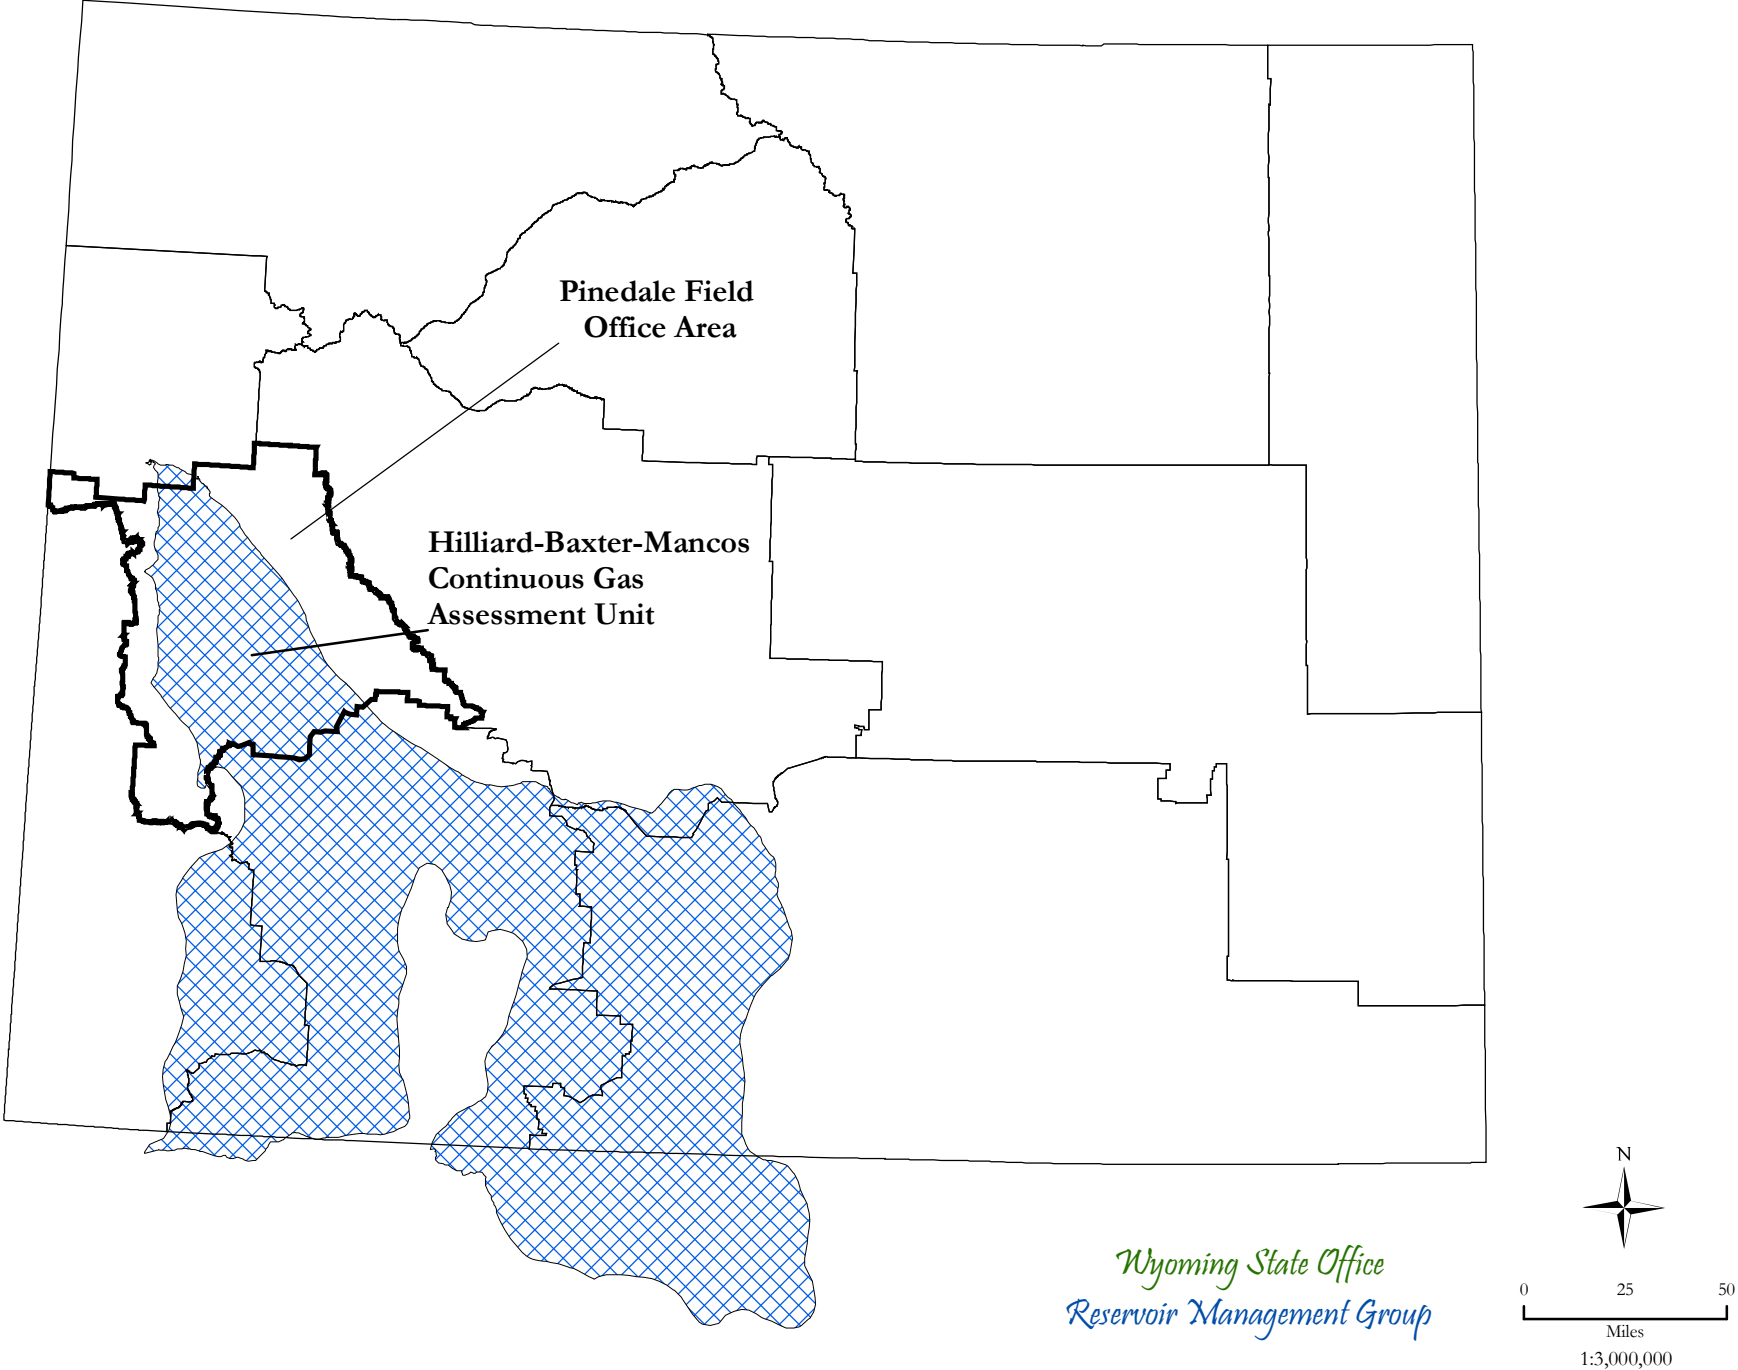 Pinedale Field
Office Area
Hilliard-Baxter-Mancos
Continuous Gas
Assessment Unit
N
Wyoming State Office
Reservoir Management Group
0 25 50
Miles
1:3,000,000